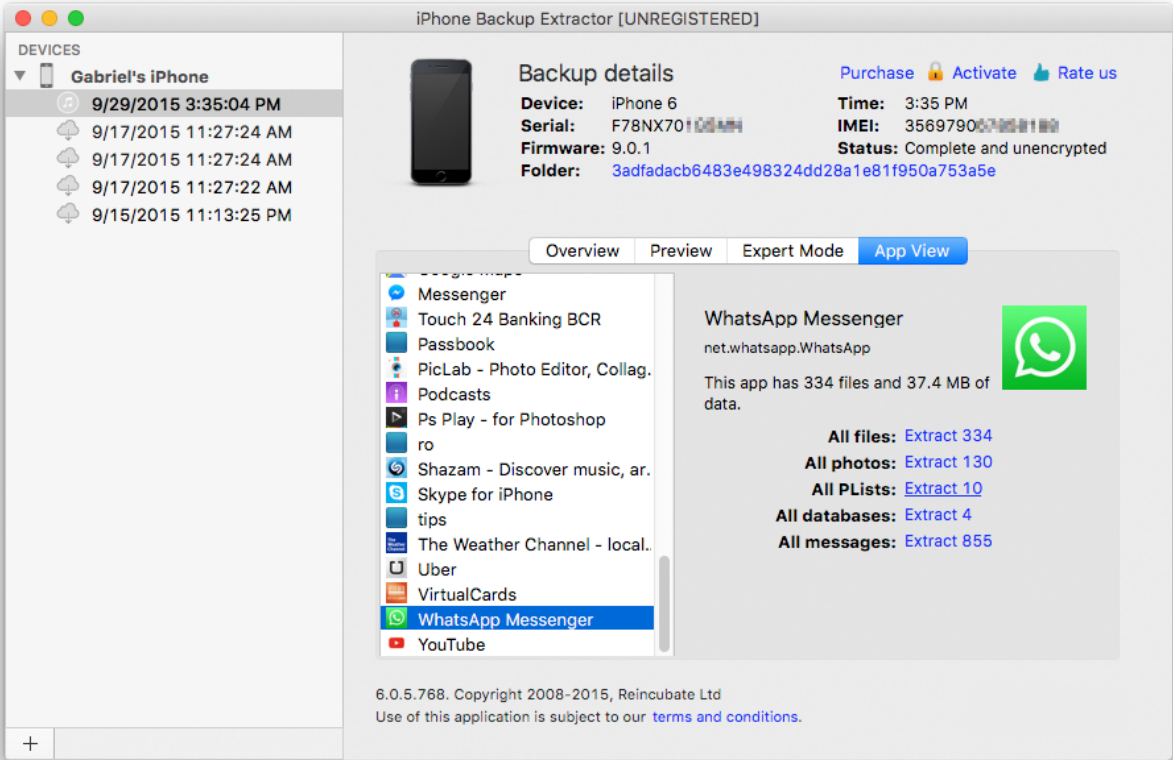 iPhone Backup Extractor [UNREGISTERED]
DEVICES
Gabriel's iPhone
9/29/2015 3:35:04 PM
9/17/2015 11:27:24 AM
9/17/2015 11:27:24 AM
9/17/2015 11:27:22 AM
9/15/2015 11:13:25 PM
Backup details
Purchase Activate Rate us
Device: iPhone 6
Time: 3:35 PM
Serial: F78NX70
IMEI: 3569790
Firmware: 9.0.1
Status: Complete and unencrypted
Folder: 3adfadacb6483e498324dd28a1e81f950a753a5e
Overview Preview Expert Mode App View
Google Maps
Messenger
Touch 24 Banking BCR
Passbook
PicLab - Photo Editor, Collag.
Podcasts
Ps Play - for Photoshop
ro
Shazam - Discover music, ar.
Skype for iPhone
tips
The Weather Channel - local..
Uber
VirtualCards
WhatsApp Messenger
YouTube
WhatsApp Messenger
net.whatsapp.WhatsApp
This app has 334 files and 37.4 MB of
data.
All files: Extract 334
All photos: Extract 130
All PLists: Extract 10
All databases: Extract 4
All messages: Extract 855
6.0.5.768. Copyright 2008-2015, Reincubate Ltd
Use of this application is subject to our terms and conditions.